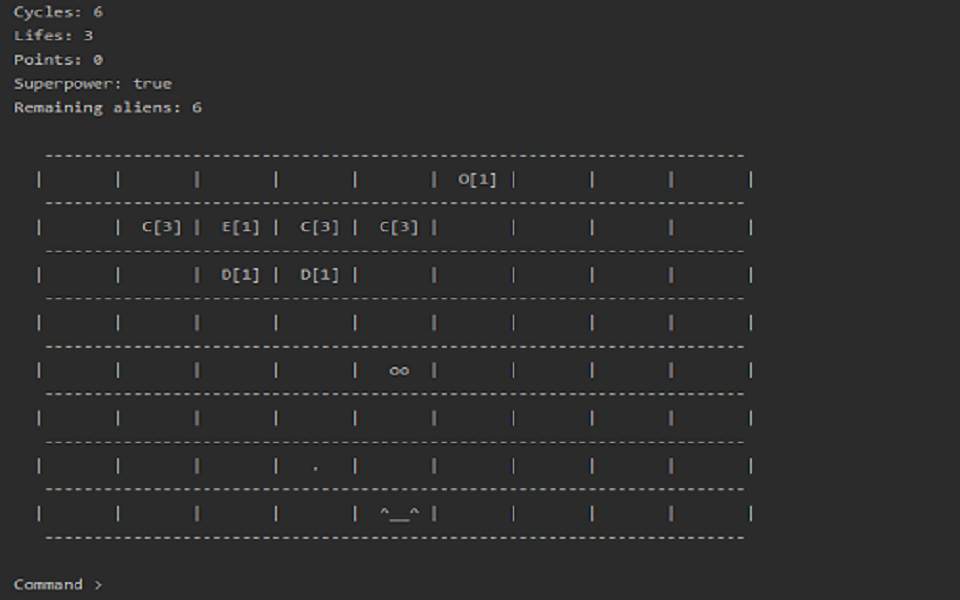 Cycles: 6
Lifes: 3
Points: 0
Superpower: true
Remaining aliens: 6
-----------------------------------------------------------------------
|       |       |       |       |       |  O[1] |       |       |       |
-----------------------------------------------------------------------
|       |  C[3] |  E[1] |  C[3] |  C[3] |       |       |       |       |
-----------------------------------------------------------------------
|       |       |  D[1] |  D[1] |       |       |       |       |       |
-----------------------------------------------------------------------
|       |       |       |       |       |       |       |       |       |
-----------------------------------------------------------------------
|       |       |       |       |   oo  |       |       |       |       |
-----------------------------------------------------------------------
|       |       |       |       |       |       |       |       |       |
-----------------------------------------------------------------------
|       |       |       |   .   |       |       |       |       |       |
-----------------------------------------------------------------------
|       |       |       |       |  ^__^ |       |       |       |       |
-----------------------------------------------------------------------
Command >